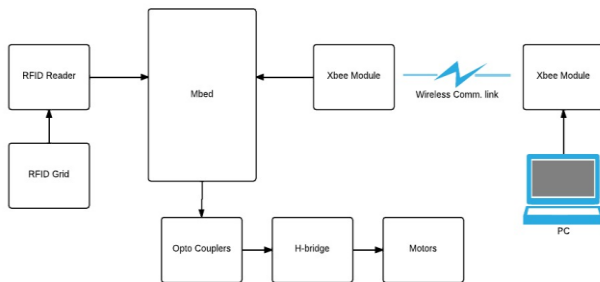 RFID Reader
Mbed
Xbee Module
Wireless Comm. link
Xbee Module
RFID Grid
PC
Opto Couplers
H-bridge
Motors